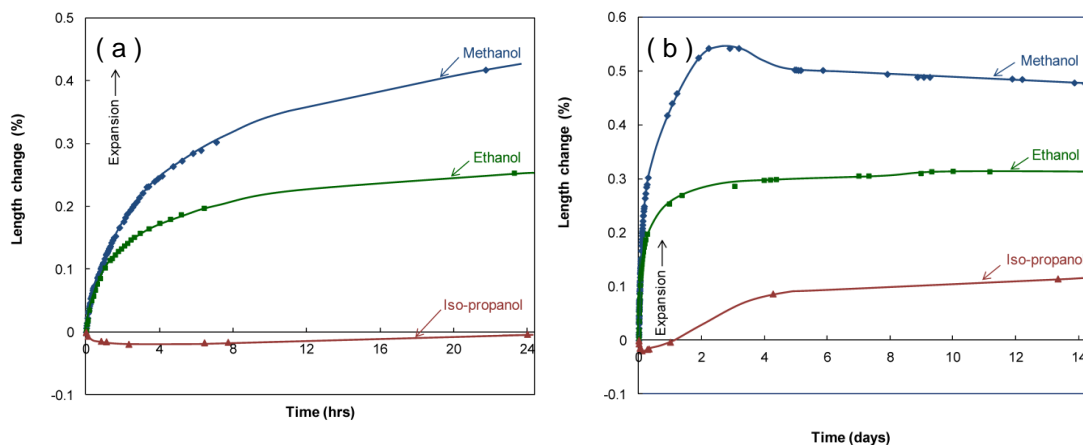 ( a )
0.5
0.4
0.3
0.2
0.1
0
-0.1
Length change (%)
Expansion
Methanol
Ethanol
Iso-propanol
0 4 8 12 16 20 24
Time (hrs)
( b )
0.6
0.5
0.4
0.3
0.2
0.1
0
-0.1
Length change (%)
Expansion
Methanol
Ethanol
Iso-propano
0 2 4 6 8 10 12 14
Time (days)